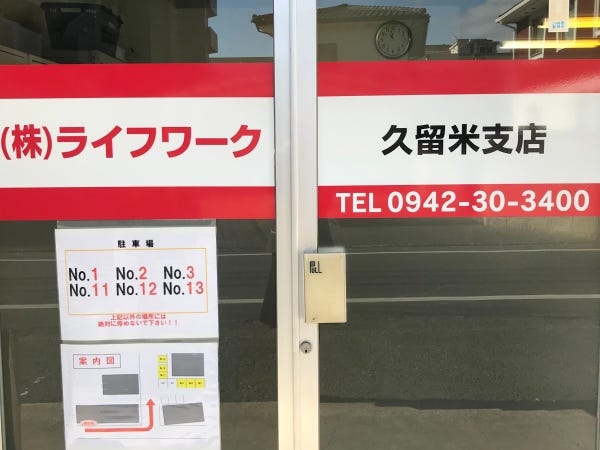 (株)ライフワーク
久留米支店
TEL 0942-30-3400
PULL
駐車場
No.1 No.2 No.3
No.11 No.12 No.13
上記以外の場所には
絶対に停めないで下さい！！
案内図